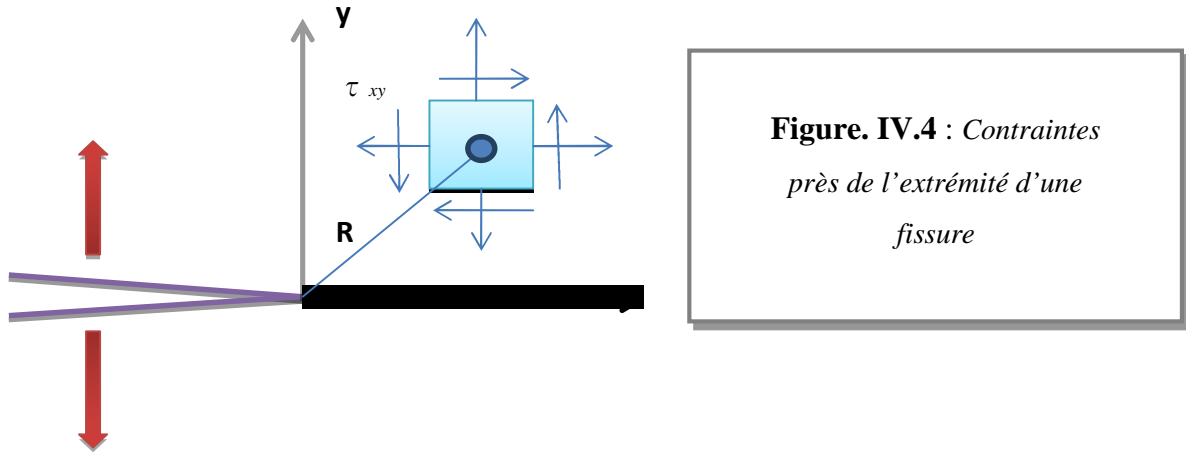 y
τ xy
R
Figure. IV.4 : Contraintes
près de l’extrémité d’une
fissure